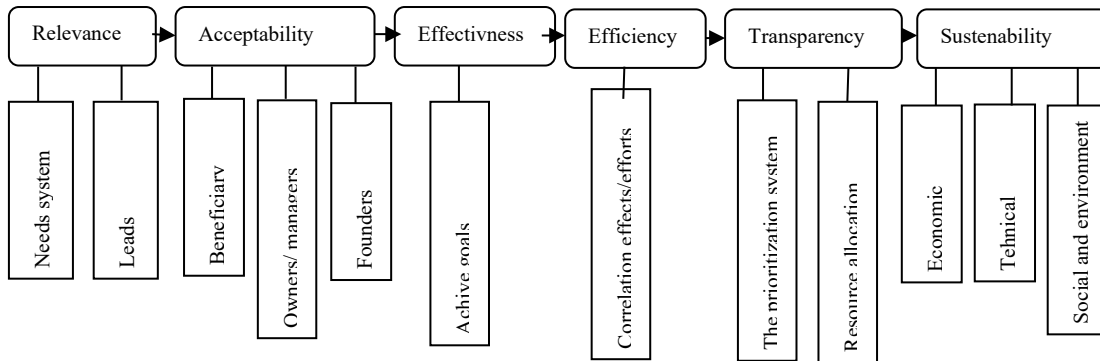 Relevance
Acceptability
Effectivness
Efficiency
Transparency
Sustenability
Needs system
Leads
Beneficiary
Owners/ managers
Founders
Achive goals
Correlation effects/efforts
The prioritization system
Resource allocation
Economic
Tehnical
Social and environment